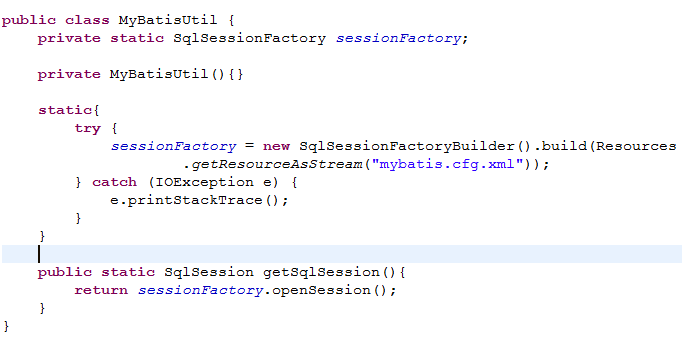 public class MyBatisUtil {
    private static SqlSessionFactory sessionFactory;

    private MyBatisUtil(){}

    static{
        try {
            sessionFactory = new SqlSessionFactoryBuilder().build(Resources
                    .getResourceAsStream("mybatis.cfg.xml"));
        } catch (IOException e) {
            e.printStackTrace();
        }
    }

    public static SqlSession getSqlSession(){
        return sessionFactory.openSession();
    }
}